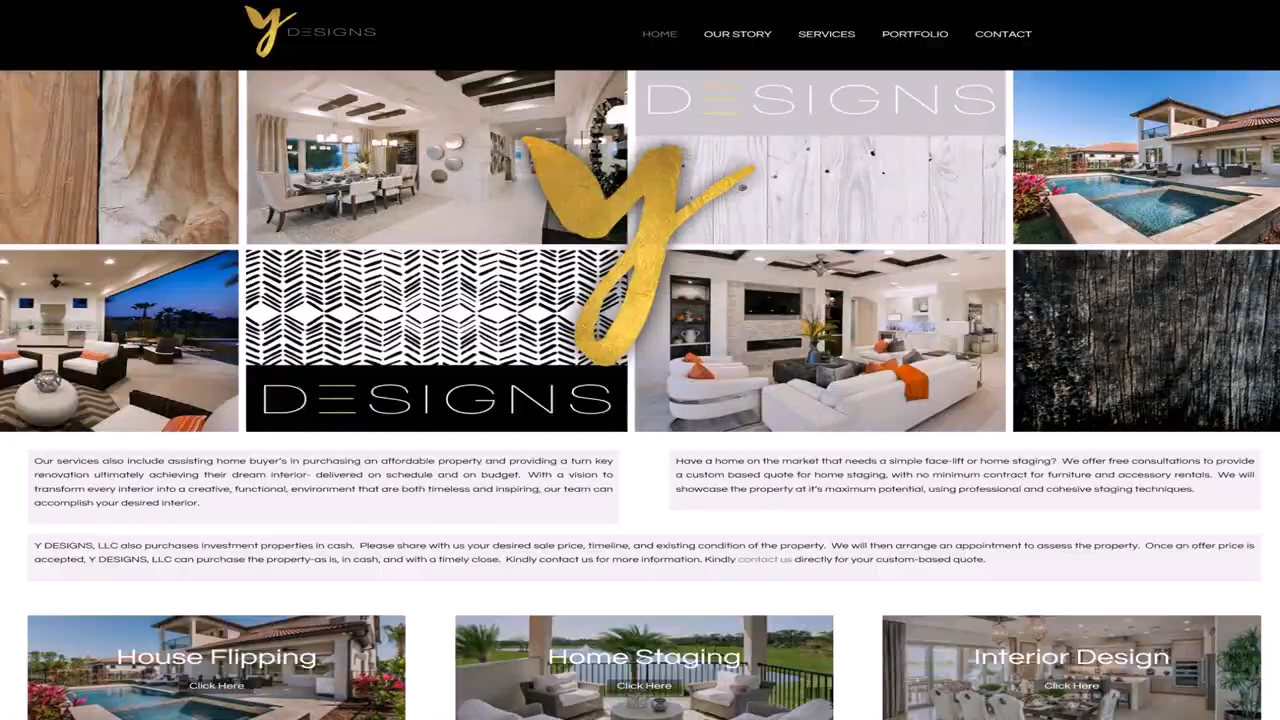 y DESIGNS
HOME OUR STORY SERVICES PORTFOLIO CONTACT
DESIGNS
y
DESIGNS
Our services also include assisting home buyer's in purchasing an affordable property and providing a turn key
renovation ultimately achieving their dream interior- delivered on schedule and on budget. With a vision to
transform every interior into a creative, functional, environment that are both timeless and inspiring, our team can
accomplish your desired interior.
Have a home on the market that needs a simple face-lift or home staging? We offer free consultations to provide
a custom based quote for home staging, with no minimum contract for furniture and accessory rentals. We will
showcase the property at it's maximum potential, using professional and cohesive staging techniques.
Y DESIGNS, LLC also purchases investment properties in cash. Please share with us your desired sale price, timeline, and existing condition of the property. We will then arrange an appointment to assess the property. Once an offer price is
accepted, Y DESIGNS, LLC can purchase the property-as is, in cash, and with a timely close. Kindly contact us for more information. Kindly contact us directly for your custom-based quote.
House Flipping
Click Here
Home Staging
Click Here
Interior Design
Click Here